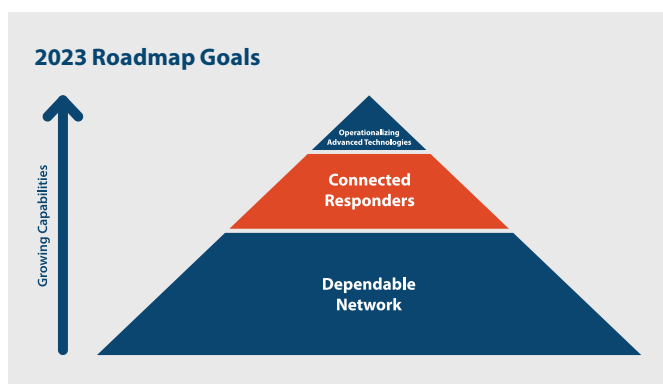 2023 Roadmap Goals
Growing Capabilities
Operationalizing
Advanced Technologies
Connected
Responders
Dependable
Network